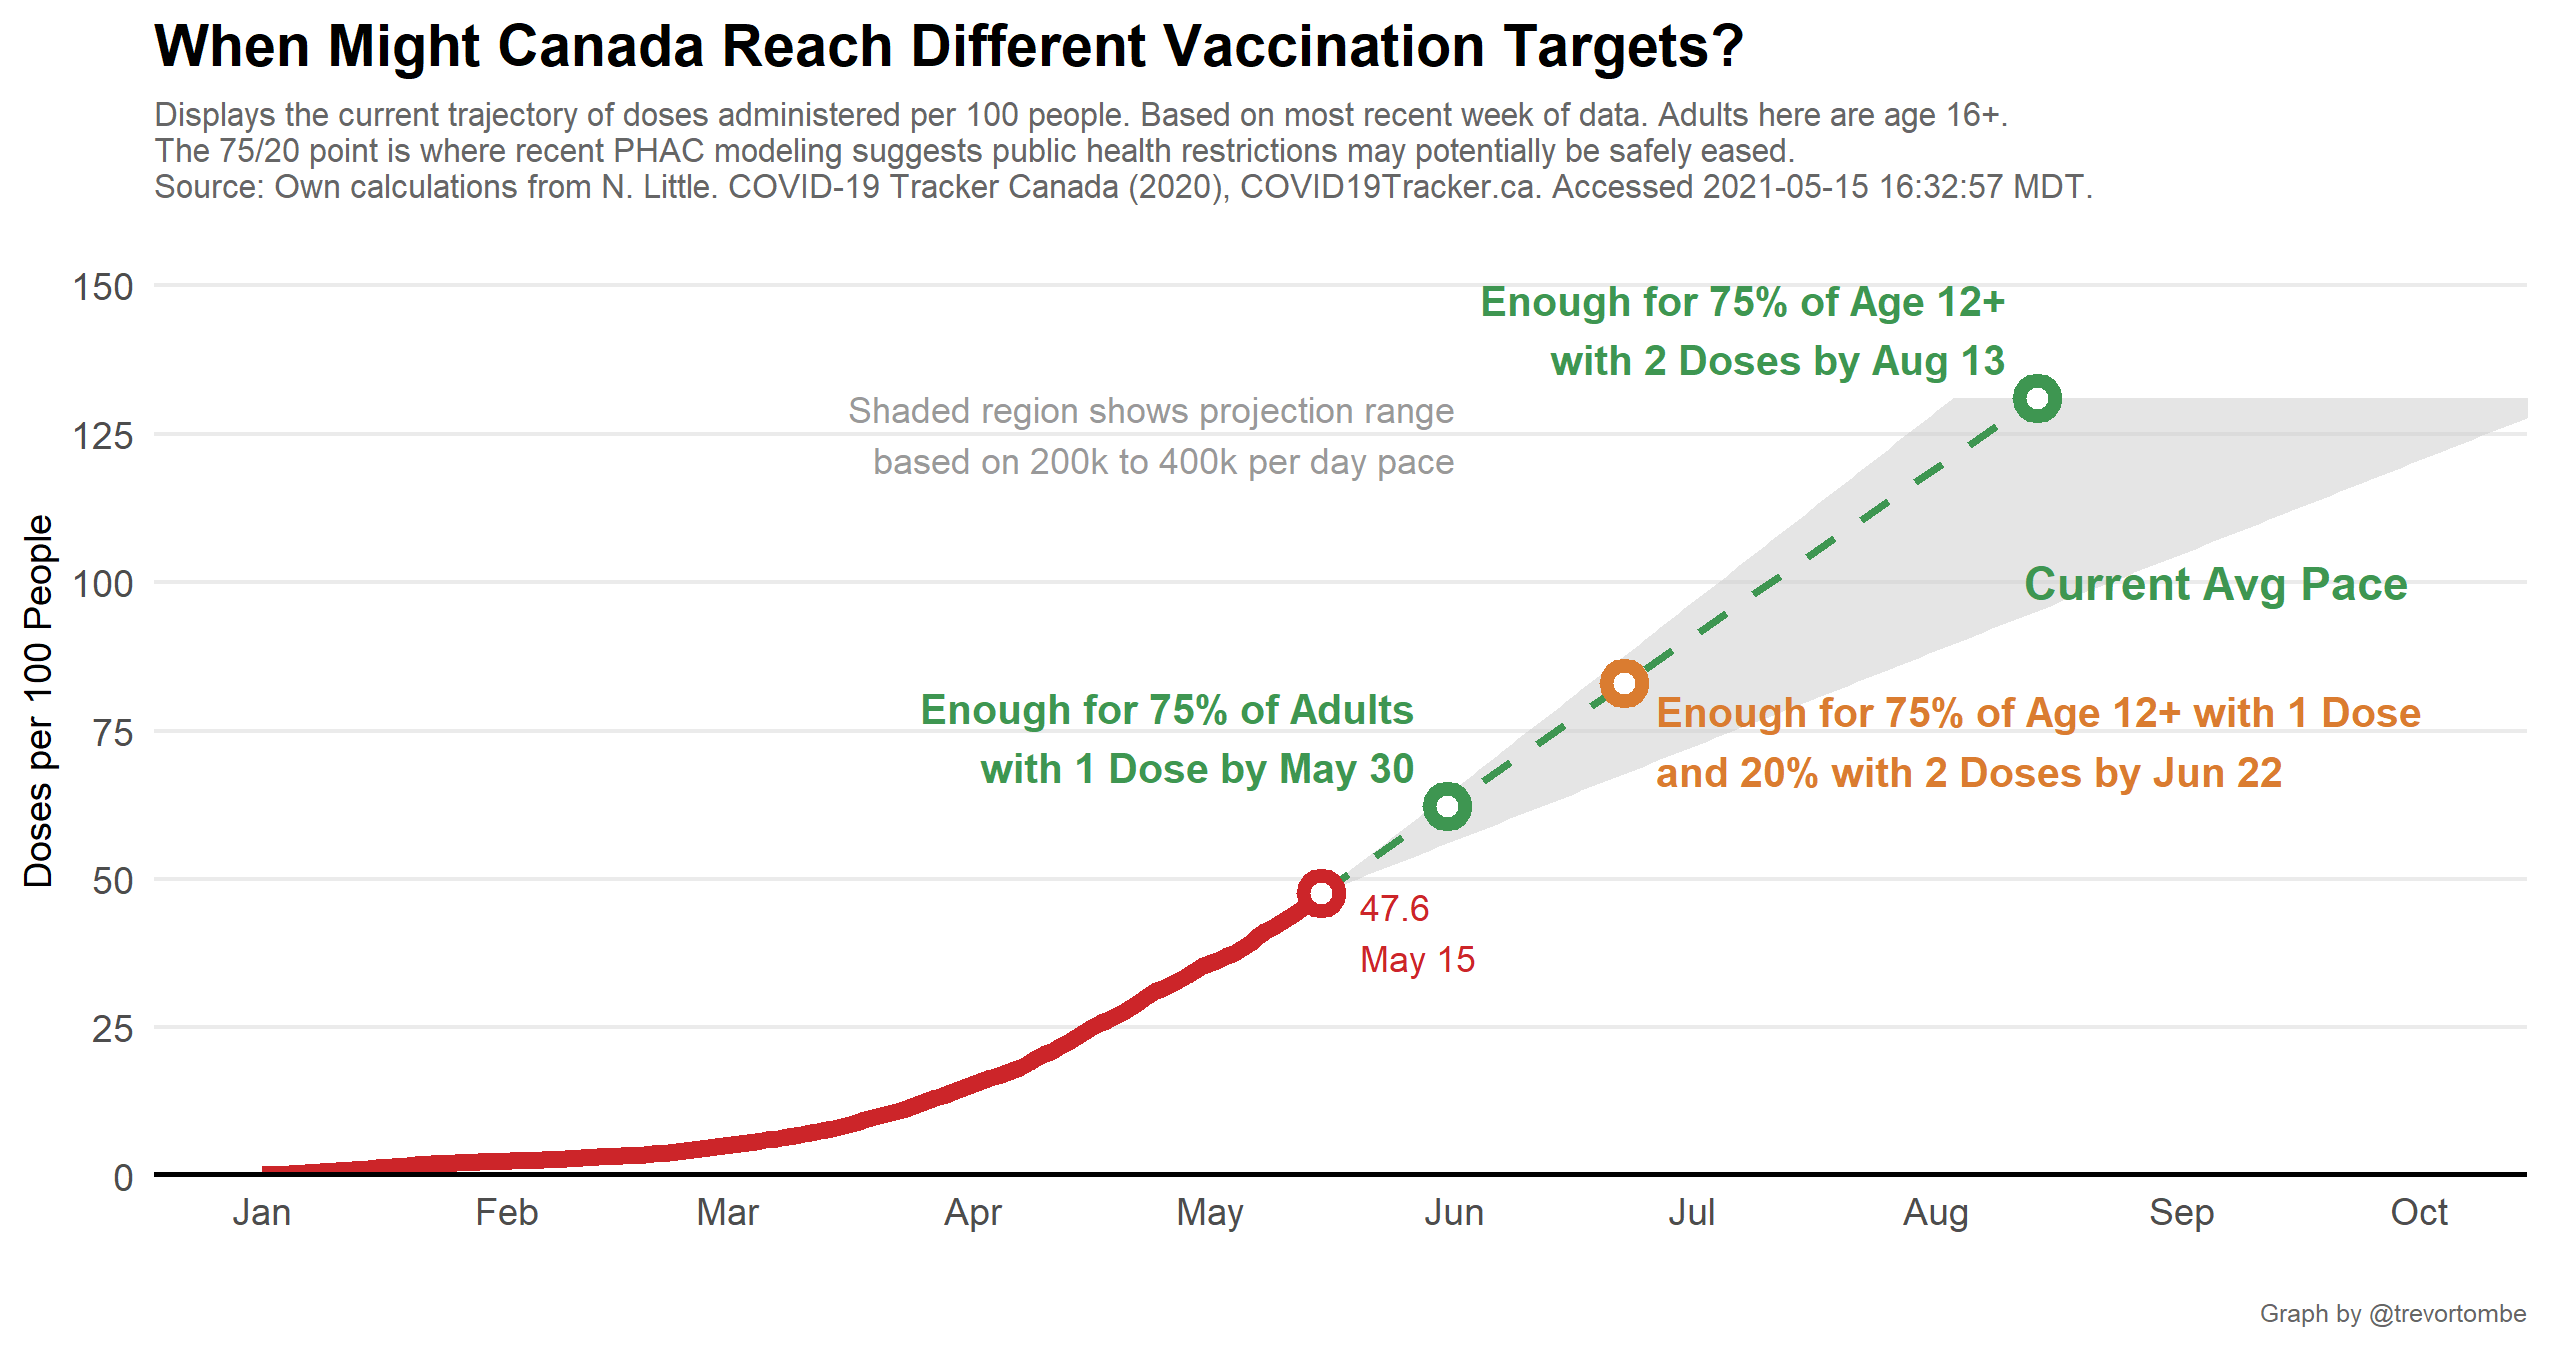 When Might Canada Reach Different Vaccination Targets?
Displays the current trajectory of doses administered per 100 people. Based on most recent week of data. Adults here are age 16+.
The 75/20 point is where recent PHAC modeling suggests public health restrictions may potentially be safely eased.
Source: Own calculations from N. Little. COVID-19 Tracker Canada (2020), COVID19Tracker.ca. Accessed 2021-05-15 16:32:57 MDT.
Doses per 100 People
150
125
100
75
50
25
0
Enough for 75% of Age 12+
with 2 Doses by Aug 13
Shaded region shows projection range
based on 200k to 400k per day pace
Current Avg Pace
Enough for 75% of Adults
with 1 Dose by May 30
Enough for 75% of Age 12+ with 1 Dose
and 20% with 2 Doses by Jun 22
47.6
May 15
Jan
Feb
Mar
Apr
May
Jun
Jul
Aug
Sep
Oct
Graph by @trevortombe